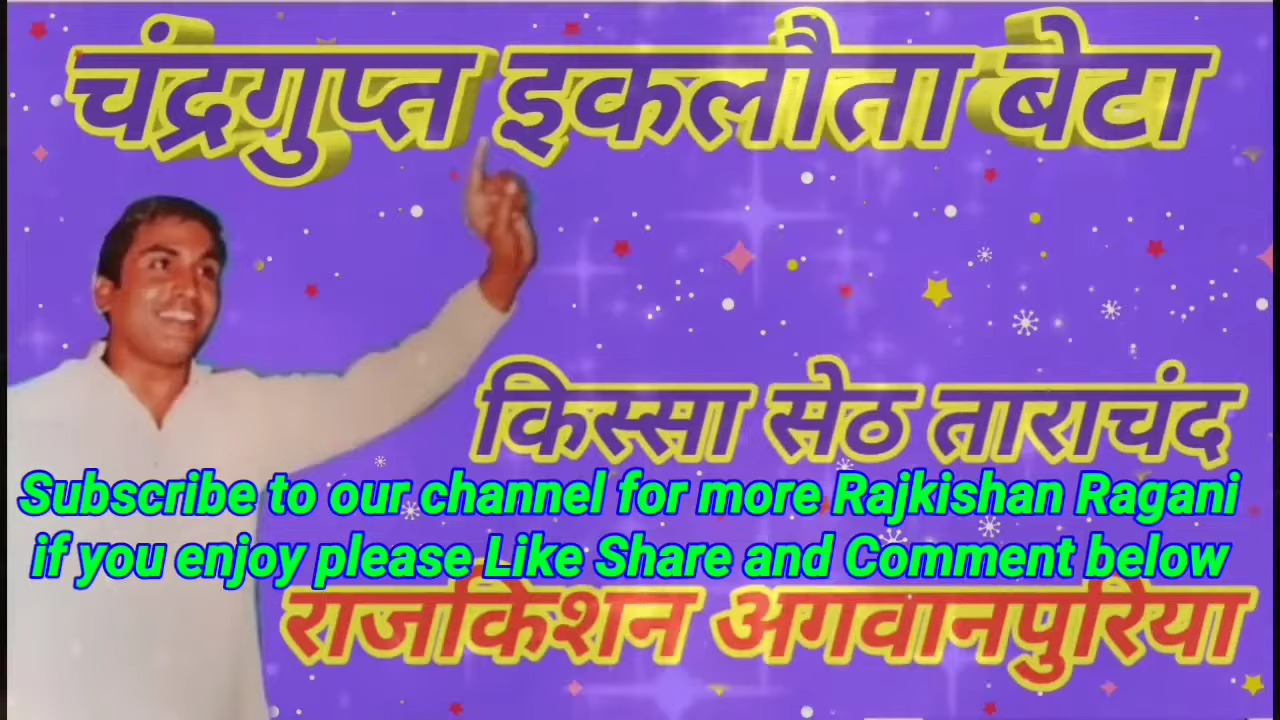 चंद्रगुप्त इकलौता बेटा
किस्सा सेठ ताराचंद
Subscribe to our channel for more Rajkishan Ragani
if you enjoy please Like Share and Comment below
राजकिशन अगवानपुरिया